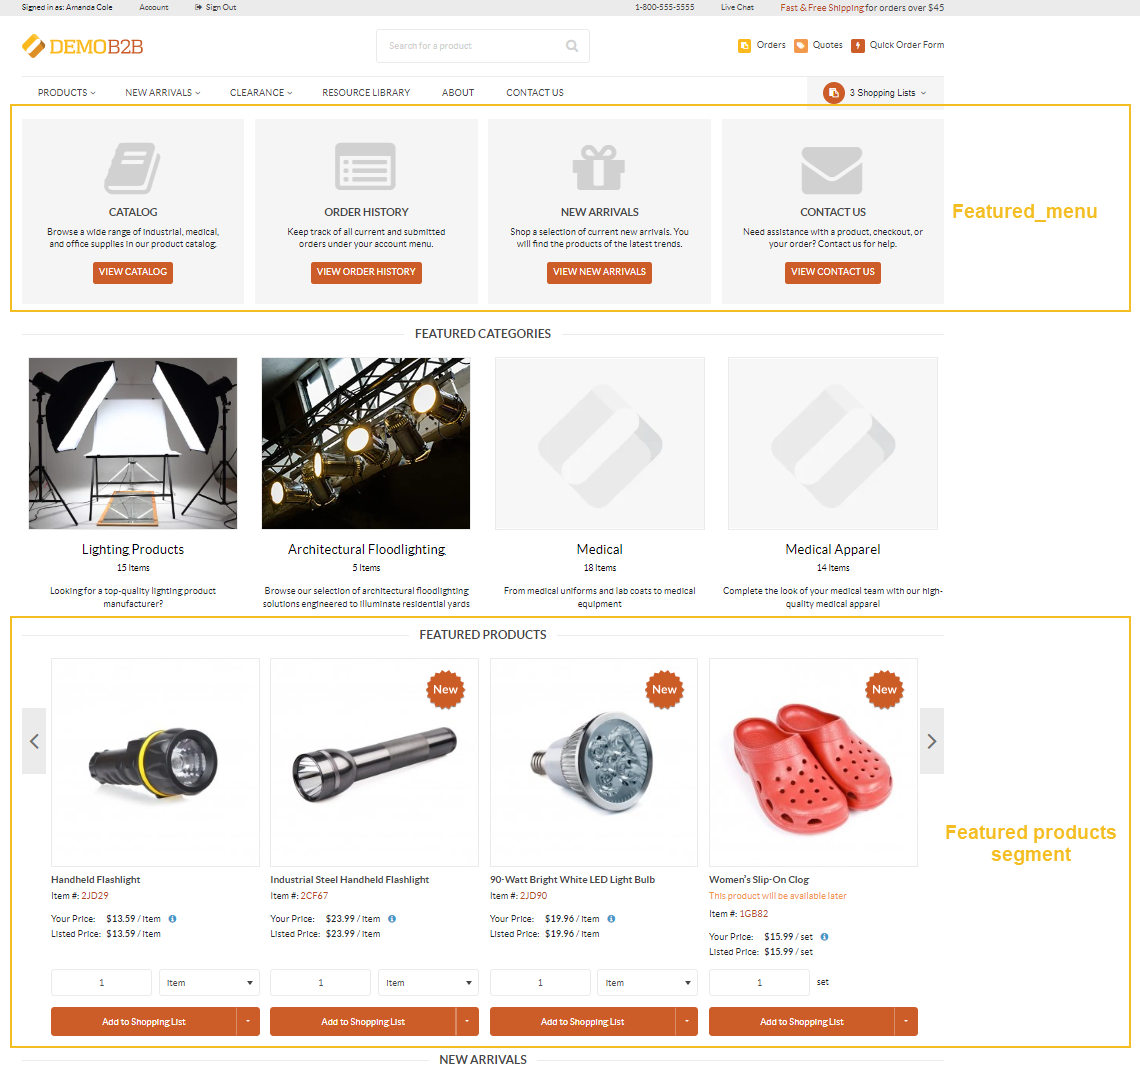 Signed in as: Amanda Cole Account Sign Out 1-800-555-5555 Live Chat Fast & Free Shipping for orders over $45
DEMOB2B Search for a product Orders Quotes Quick Order Form
PRODUCTS NEW ARRIVALS CLEARANCE RESOURCE LIBRARY ABOUT CONTACT US 3 Shopping Lists
CATALOG
Browse a wide range of industrial, medical,
and office supplies in our product catalog.
VIEW CATALOG
ORDER HISTORY
Keep track of all current and submitted
orders under your account menu.
VIEW ORDER HISTORY
NEW ARRIVALS
Shop a selection of current new arrivals. You
will find the products of the latest trends.
VIEW NEW ARRIVALS
CONTACT US
Need assistance with a product, checkout, or
your order? Contact us for help.
VIEW CONTACT US
Featured_menu
FEATURED CATEGORIES
Lighting Products
15 items
Looking for a top-quality lighting product
manufacturer?
Architectural Floodlighting
5 items
Browse our selection of architectural floodlighting
solutions engineered to illuminate residential yards
Medical
18 items
From medical uniforms and lab coats to medical
equipment
Medical Apparel
14 items
Complete the look of your medical team with our high-
quality medical apparel
FEATURED PRODUCTS
Handheld Flashlight
Item #: 2JD29
Your Price: $13.59 / item
Listed Price: $13.59 / item
1 item
Add to Shopping List
New
Industrial Steel Handheld Flashlight
Item #: 2CF67
Your Price: $23.99 / item
Listed Price: $23.99 / item
1 item
Add to Shopping List
New
90-Watt Bright White LED Light Bulb
Item #: 2JD90
Your Price: $19.96 / item
Listed Price: $19.96 / item
1 item
Add to Shopping List
New
Women's Slip-On Clog
This product will be available later
Item #: 1GB82
Your Price: $15.99 / set
Listed Price: $15.99 / set
1 set
Add to Shopping List
Featured products
segment
NEW ARRIVALS